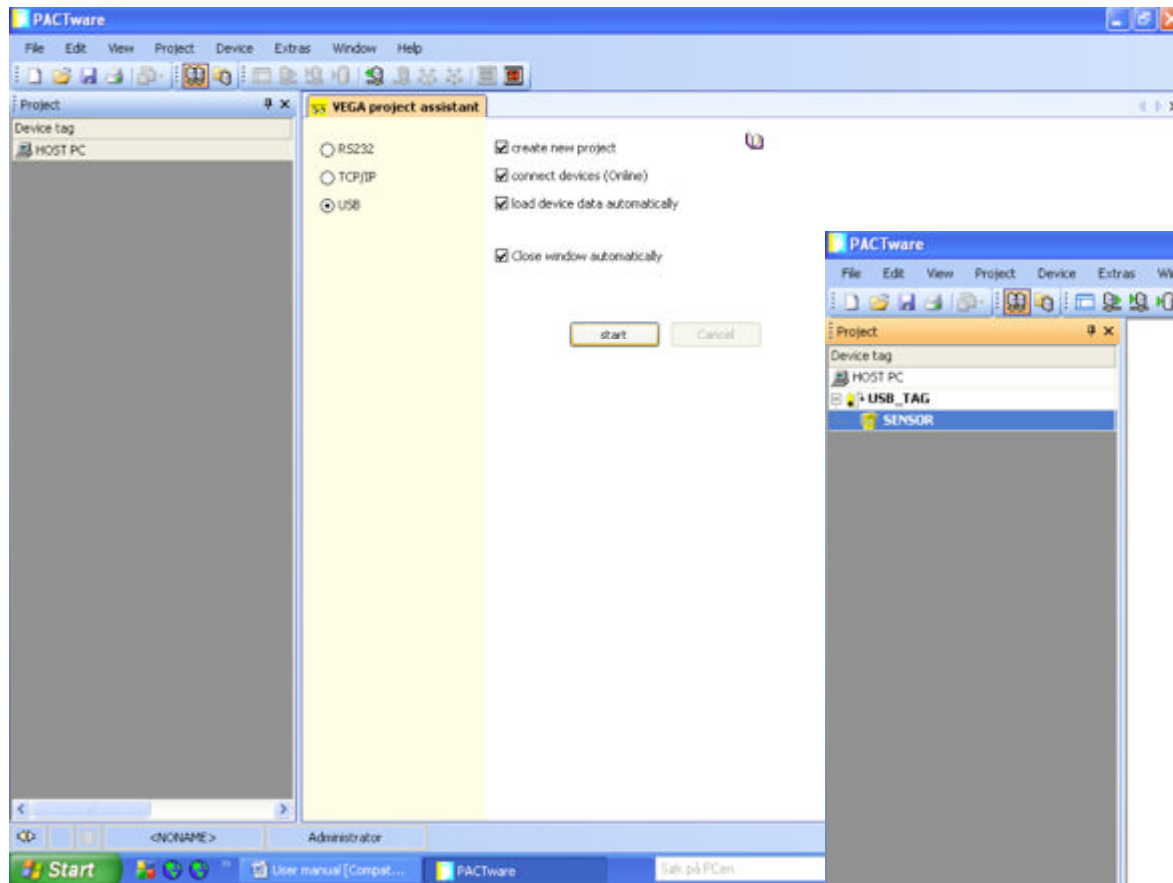 PACTware
File Edit View Project Device Extras Window Help
Project
Device tag
HOST PC
VEGA project assistant
RS232
TCP/IP
USB
create new project
connect devices (Online)
load device data automatically
Close window automatically
start Cancel
PACTware
File Edit View Project Device Extras
Project
Device tag
HOST PC
USB_TAG
SENSOR
<NONAME> Administrator
Start User manual [Compat... PACTware Søk på PCen